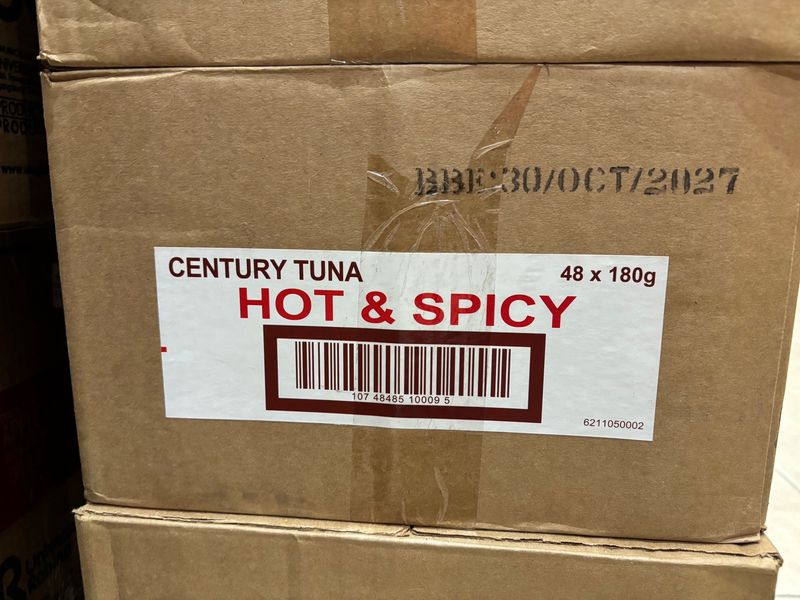 BBE:30/OCT/2027
CENTURY TUNA 48 x 180g
HOT & SPICY
107 48485 10009 5
6211050002